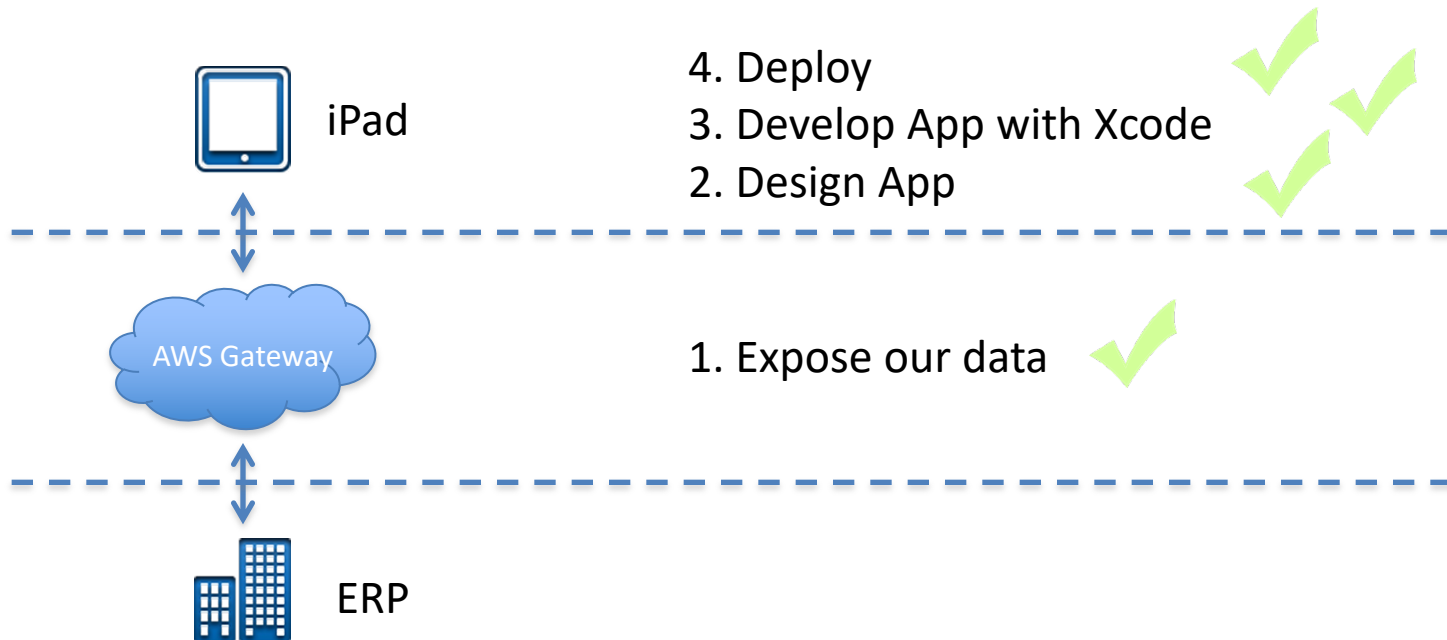 4. Deploy
iPad
3. Develop App with Xcode
2. Design App
AWS Gateway
1. Expose our data
ERP